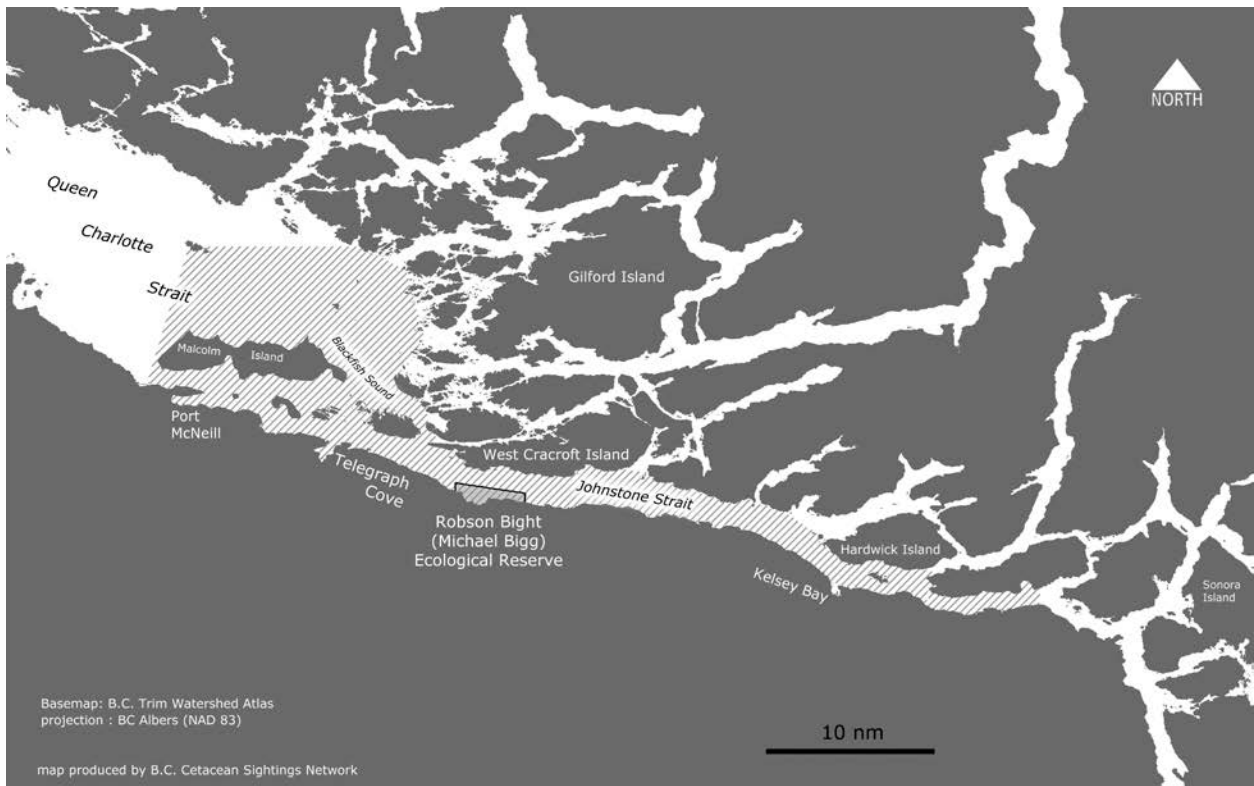 NORTH
Queen
Charlotte
Strait
Gilford Island
Malcolm Island
Blackfish Sound
Port
McNeill
Telegraph
Cove
West Cracroft Island
Johnstone Strait
Robson Bight
(Michael Bigg)
Ecological Reserve
Hardwick Island
Kelsey Bay
Sonora
Island
Basemap: B.C. Trim Watershed Atlas
projection : BC Albers (NAD 83)
10 nm
map produced by B.C. Cetacean Sightings Network